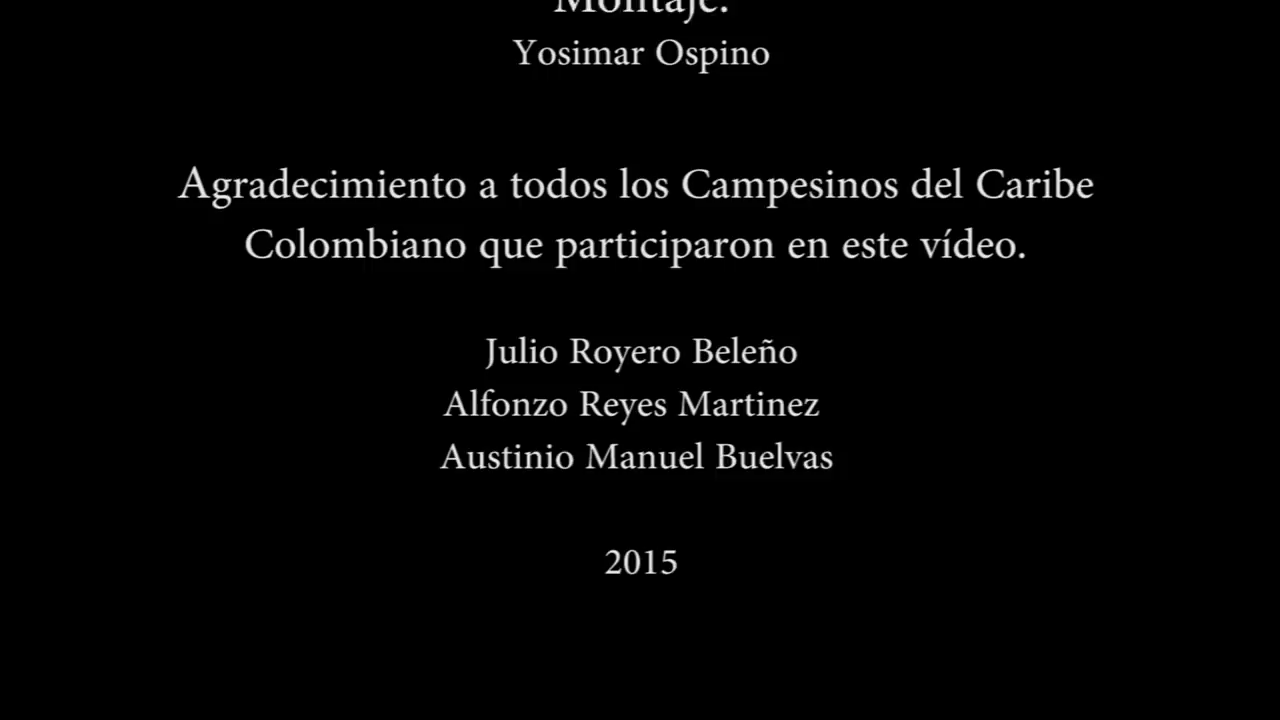 Montaje:
Yosimar Ospino
Agradecimiento a todos los Campesinos del Caribe
Colombiano que participaron en este vídeo.
Julio Royero Beleño
Alfonzo Reyes Martinez
Austinio Manuel Buelvas
2015